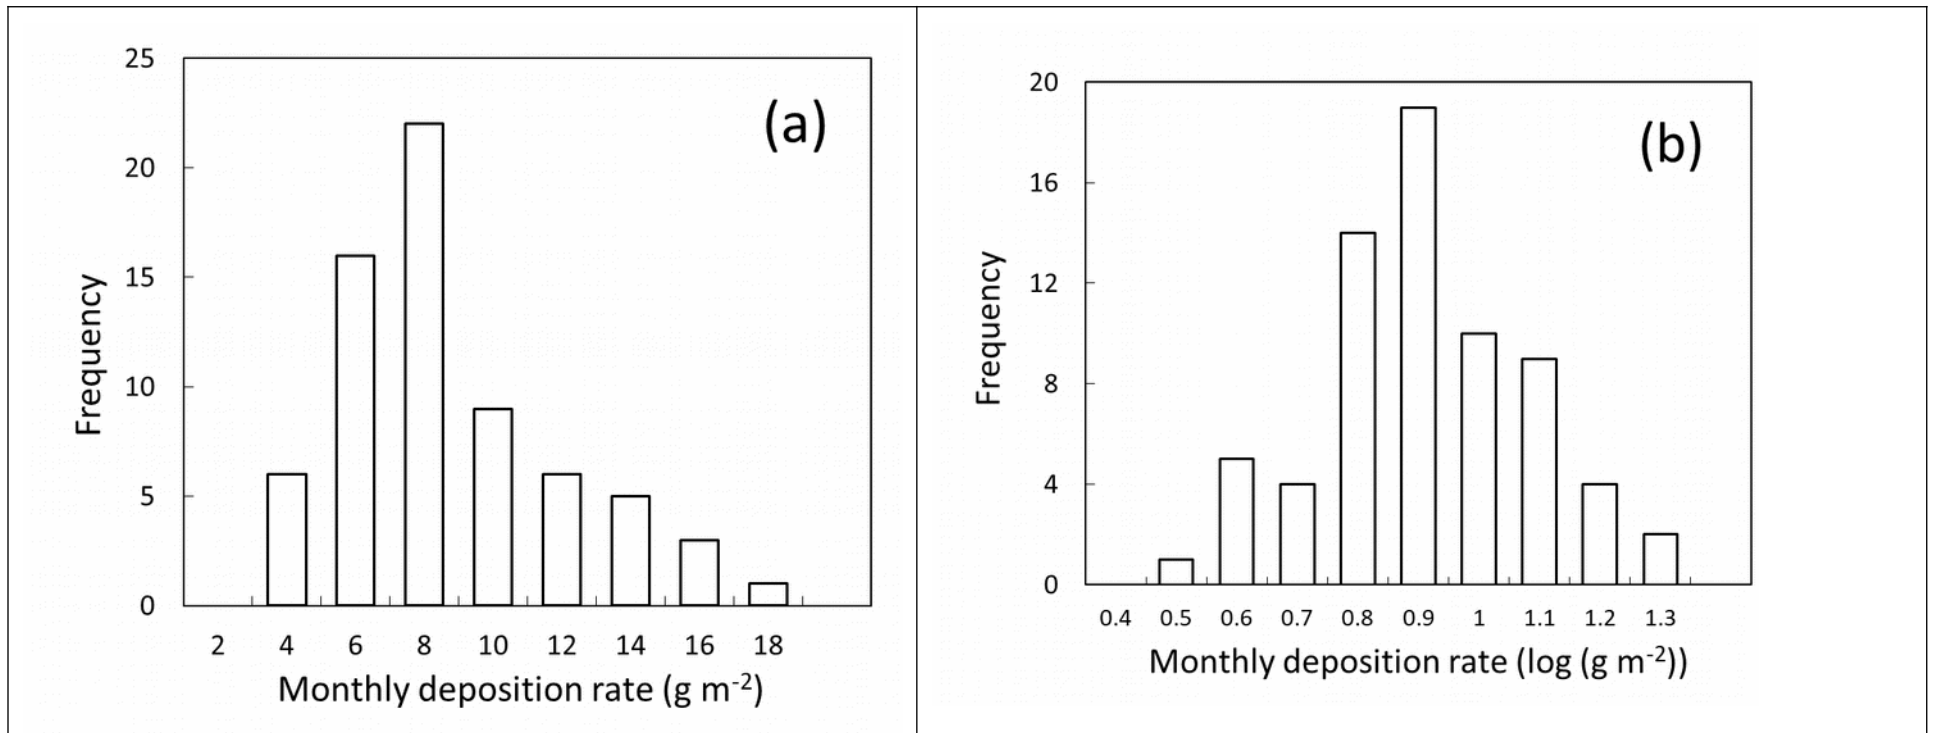 25
(a)
20
15
10
5
0
Frequency
2 4 6 8 10 12 14 16 18
Monthly deposition rate (g m-2)
20
(b)
16
12
8
4
0
Frequency
0.4 0.5 0.6 0.7 0.8 0.9 1 1.1 1.2 1.3
Monthly deposition rate (log (g m-2))